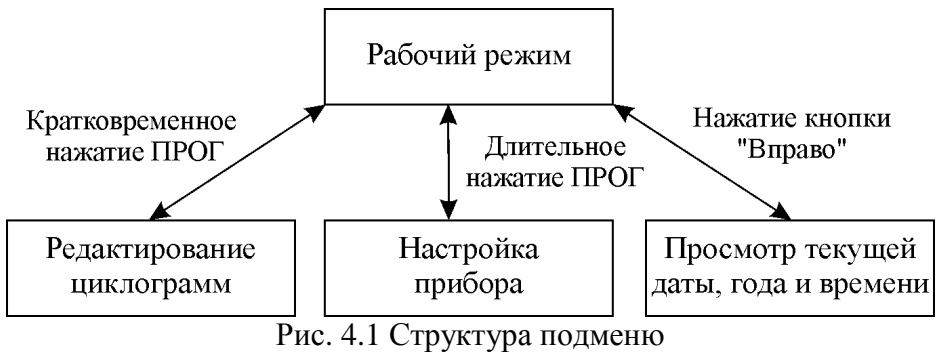 Рабочий режим
Кратковременное
нажатие ПРОГ
Длительное
нажатие ПРОГ
Нажатие кнопки
"Вправо"
Редактирование
циклограмм
Настройка
прибора
Просмотр текущей
даты, года и времени
Рис. 4.1 Структура подменю